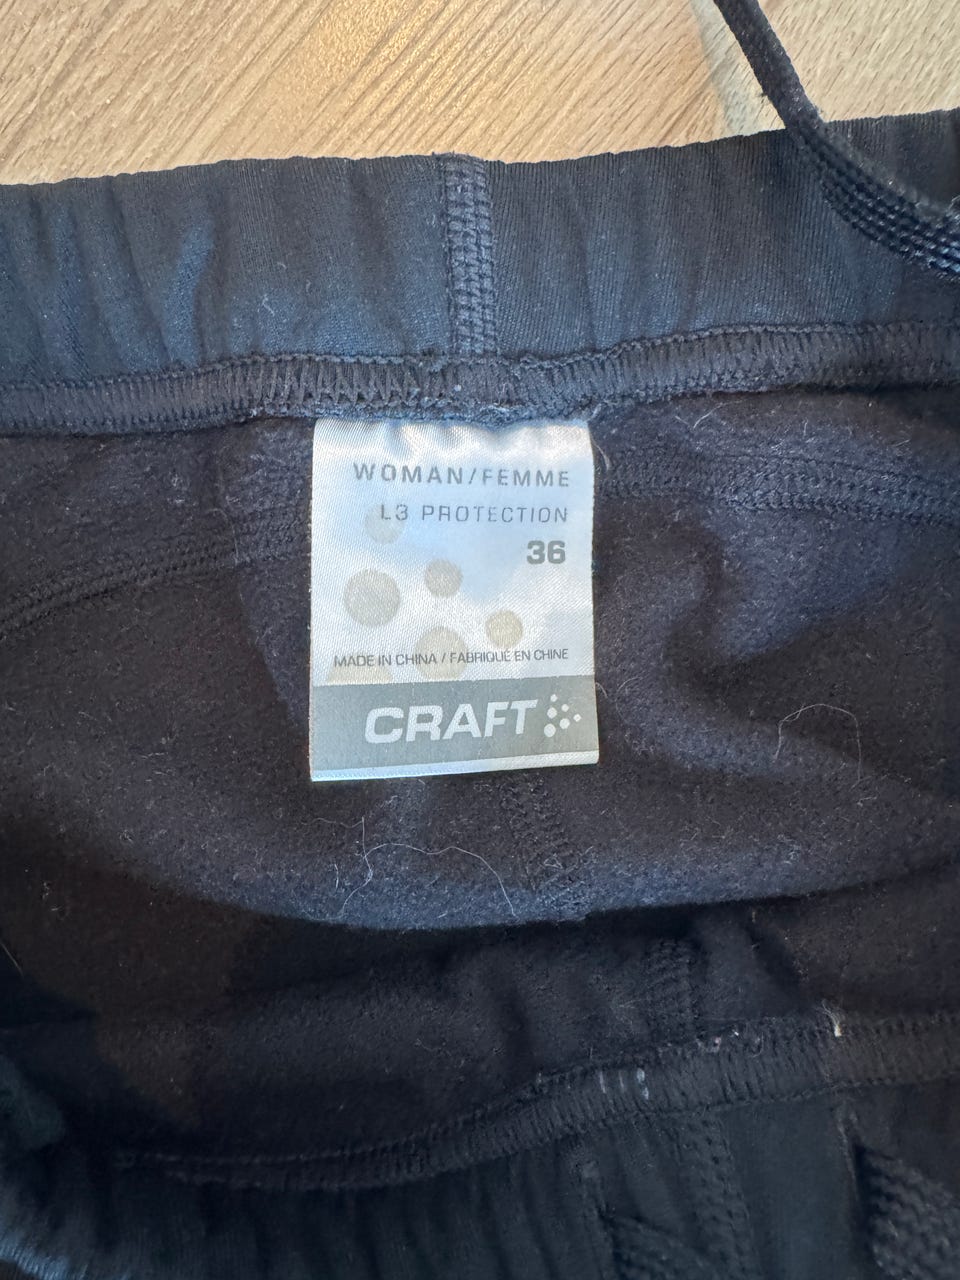 WOMAN/FEMME
L3 PROTECTION
36
MADE IN CHINA / FABRIQUÉ EN CHINE
CRAFT